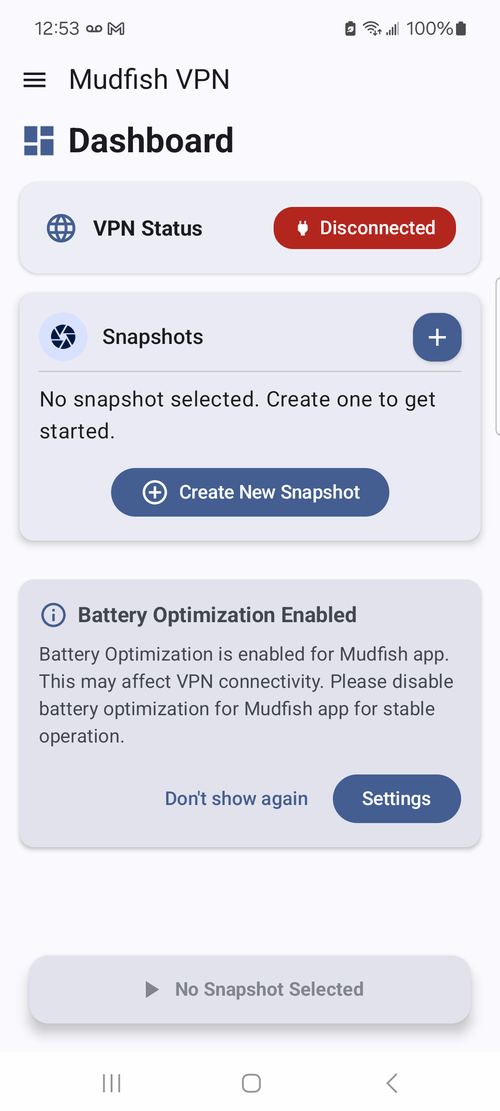 12:53
100%
Mudfish VPN
Dashboard
VPN Status
Disconnected
Snapshots
No snapshot selected. Create one to get
started.
Create New Snapshot
Battery Optimization Enabled
Battery Optimization is enabled for Mudfish app.
This may affect VPN connectivity. Please disable
battery optimization for Mudfish app for stable
operation.
Don't show again
Settings
No Snapshot Selected